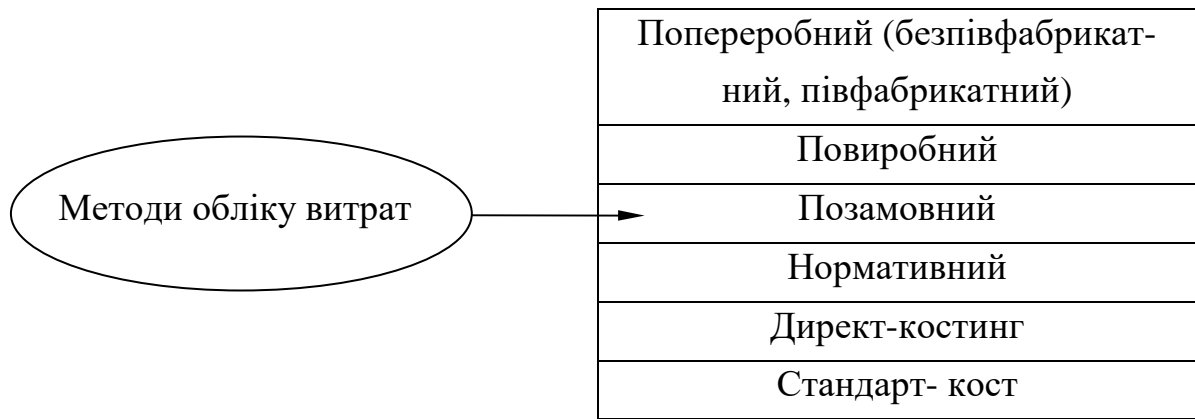 Попереробний (безпівфабрикат-
ний, півфабрикатний)
Повиробний
Методи обліку витрат
Позамовний
Нормативний
Директ-костинг
Стандарт- кост